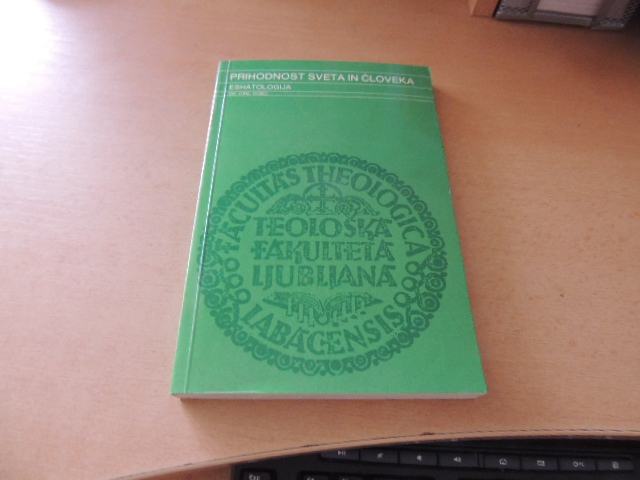 PRIHODNOST SVETA IN ČLOVEKA
ESHATOLOGIJA
FACULTAS THEOLOGICA
TEOLOŠKA
FAKULTETA
LJUBLJANA
LABACENSIS